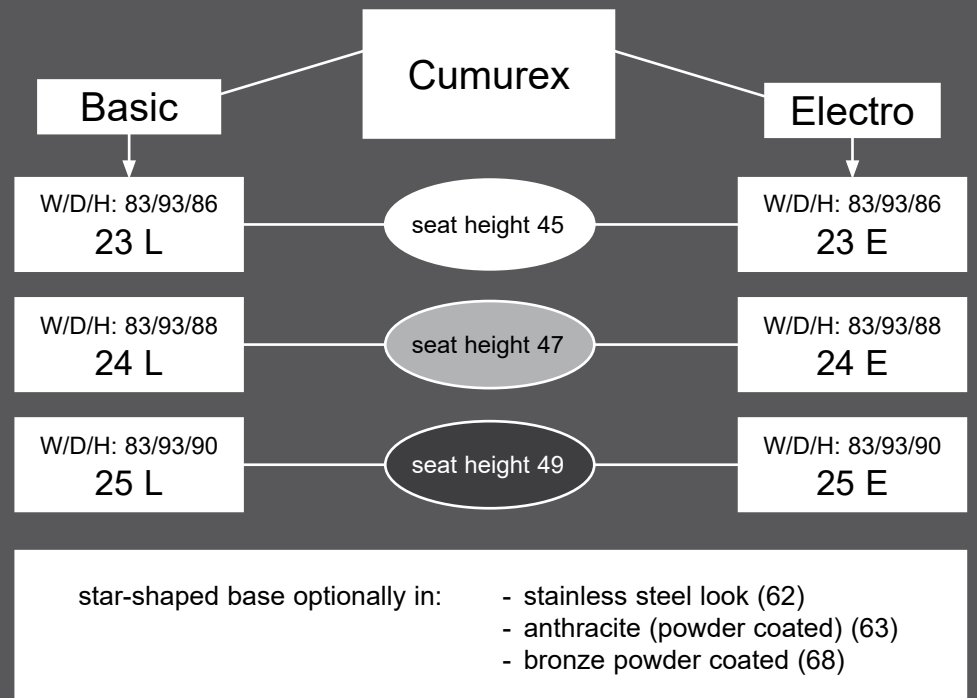 Cumurex
Basic
Electro
W/D/H: 83/93/86
23 L
seat height 45
W/D/H: 83/93/86
23 E
W/D/H: 83/93/88
24 L
seat height 47
W/D/H: 83/93/88
24 E
W/D/H: 83/93/90
25 L
seat height 49
W/D/H: 83/93/90
25 E
star-shaped base optionally in: - stainless steel look (62)
- anthracite (powder coated) (63)
- bronze powder coated (68)